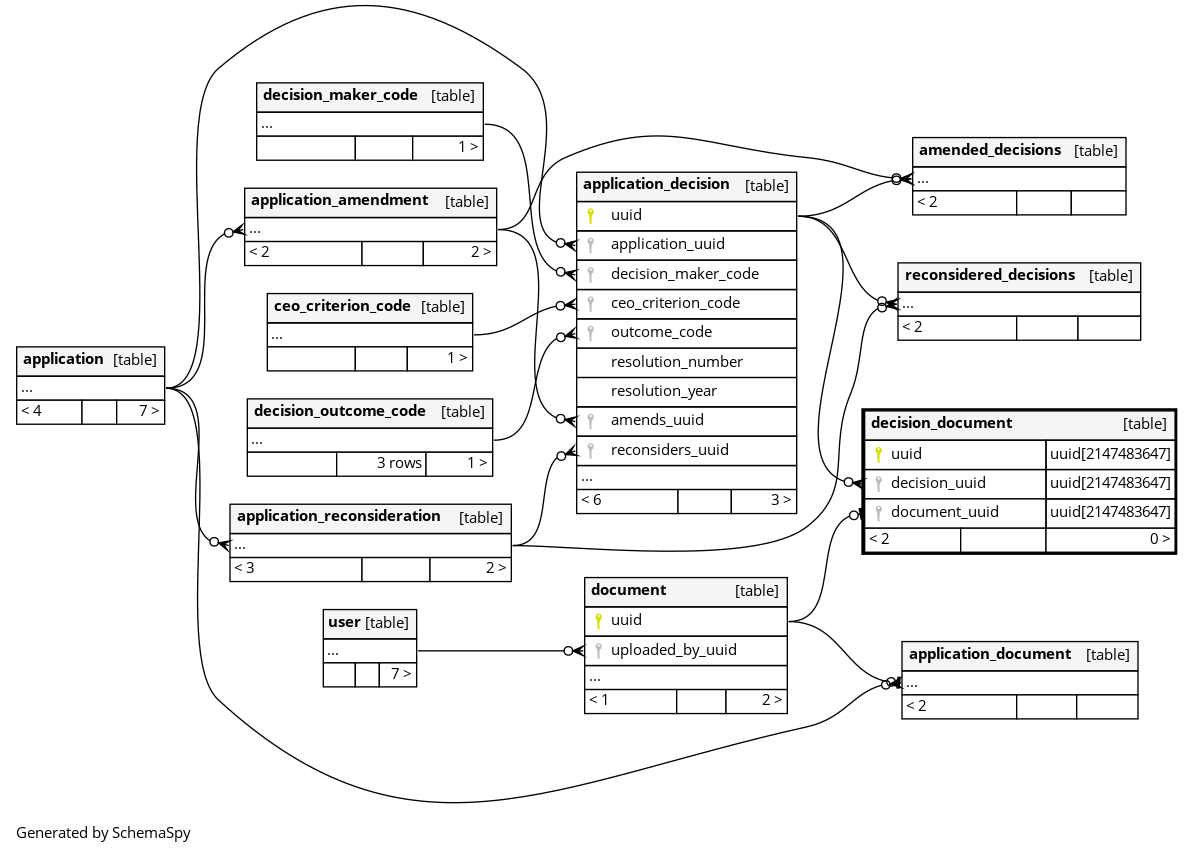 decision_maker_code [table]
...
1 >
application_amendment [table]
...
< 2 2 >
ceo_criterion_code [table]
...
1 >
application [table]
...
< 4 7 >
decision_outcome_code [table]
...
3 rows 1 >
application_reconsideration [table]
...
< 3 2 >
user [table]
...
7 >
application_decision [table]
uuid
application_uuid
decision_maker_code
ceo_criterion_code
outcome_code
resolution_number
resolution_year
amends_uuid
reconsiders_uuid
...
< 6 3 >
document [table]
uuid
uploaded_by_uuid
...
< 1 2 >
amended_decisions [table]
...
< 2
reconsidered_decisions [table]
...
< 2
decision_document [table]
uuid uuid[2147483647]
decision_uuid uuid[2147483647]
document_uuid uuid[2147483647]
< 2 0 >
application_document [table]
...
< 2
Generated by SchemaSpy